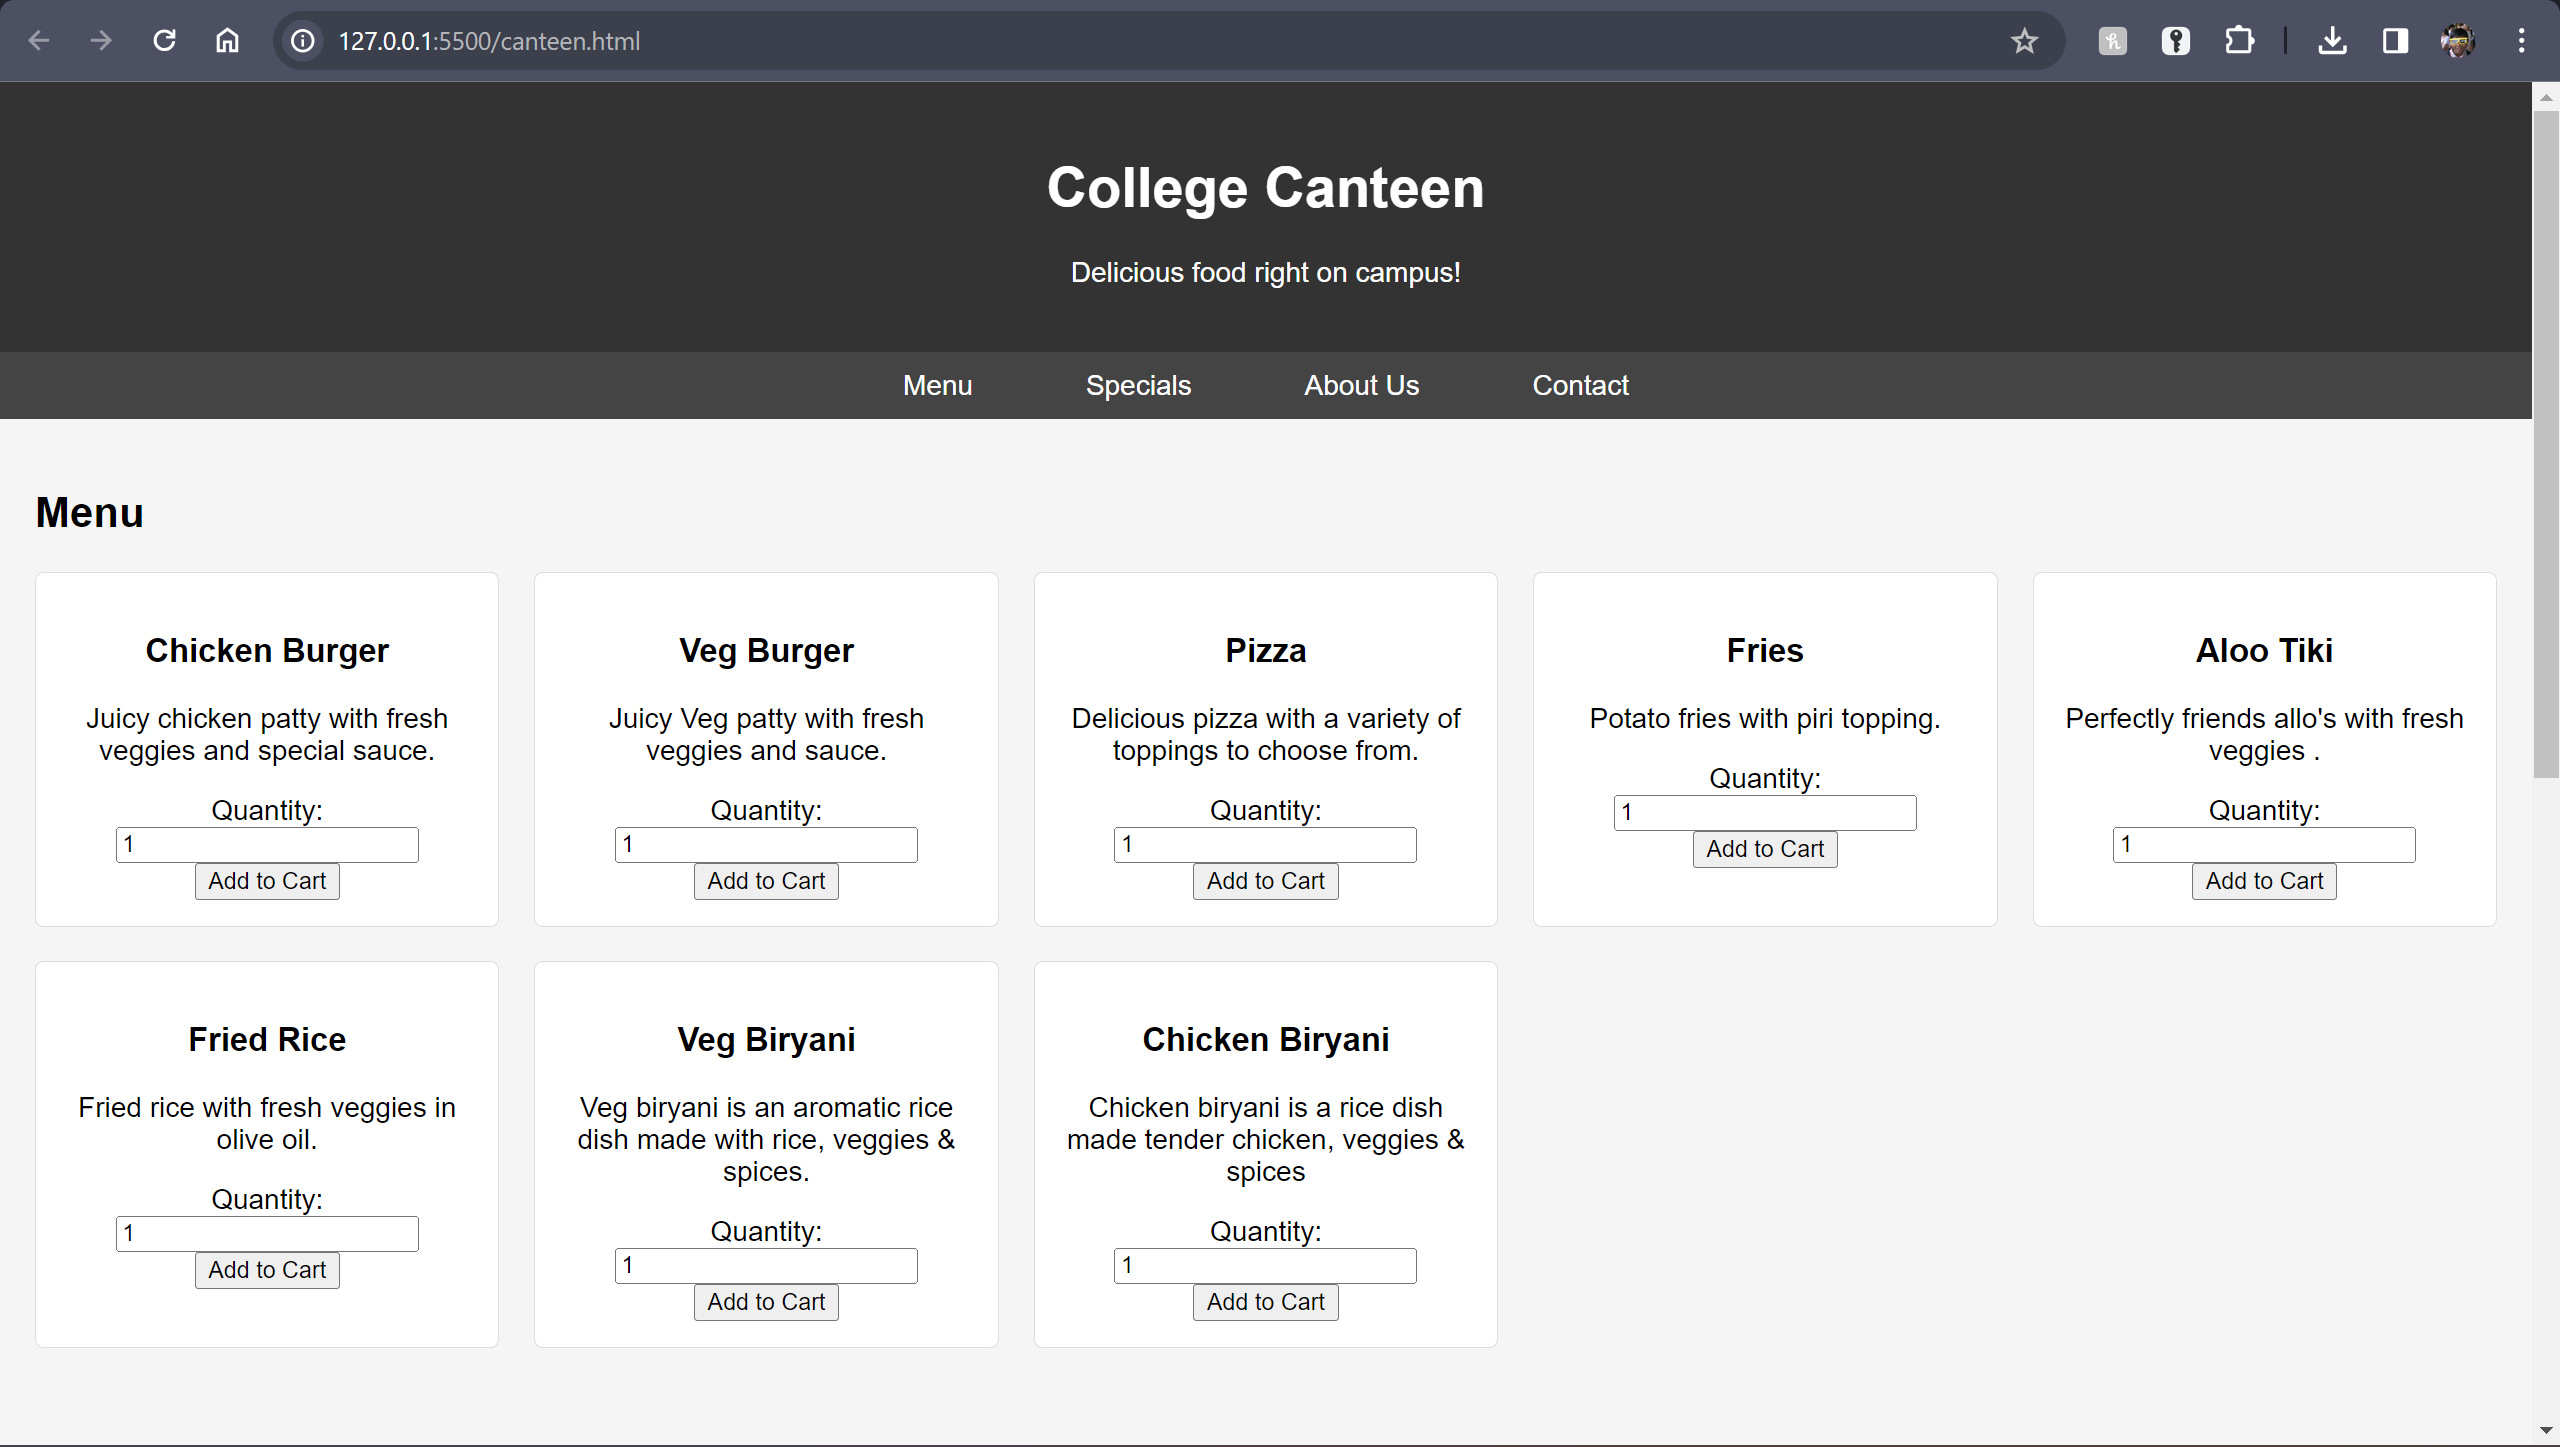 127.0.0.1:5500/canteen.html
College Canteen
Delicious food right on campus!
Menu Specials About Us Contact
Menu
Chicken Burger
Juicy chicken patty with fresh
veggies and special sauce.
Quantity:
1
Add to Cart
Veg Burger
Juicy Veg patty with fresh
veggies and sauce.
Quantity:
1
Add to Cart
Pizza
Delicious pizza with a variety of
toppings to choose from.
Quantity:
1
Add to Cart
Fries
Potato fries with piri topping.
Quantity:
1
Add to Cart
Aloo Tiki
Perfectly friends allo's with fresh
veggies .
Quantity:
1
Add to Cart
Fried Rice
Fried rice with fresh veggies in
olive oil.
Quantity:
1
Add to Cart
Veg Biryani
Veg biryani is an aromatic rice
dish made with rice, veggies &
spices.
Quantity:
1
Add to Cart
Chicken Biryani
Chicken biryani is a rice dish
made tender chicken, veggies &
spices
Quantity:
1
Add to Cart